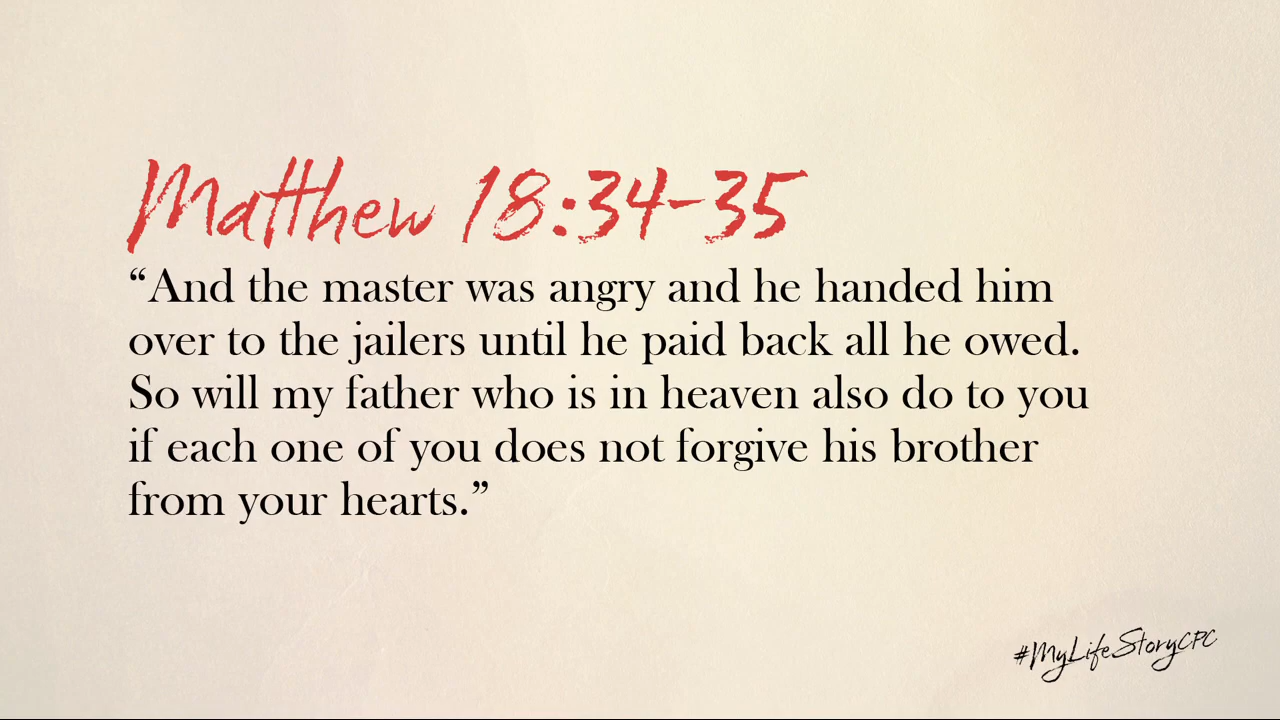 Matthew 18:34-35
“And the master was angry and he handed him
over to the jailers until he paid back all he owed.
So will my father who is in heaven also do to you
if each one of you does not forgive his brother
from your hearts.”
#MyLifeStoryCPC